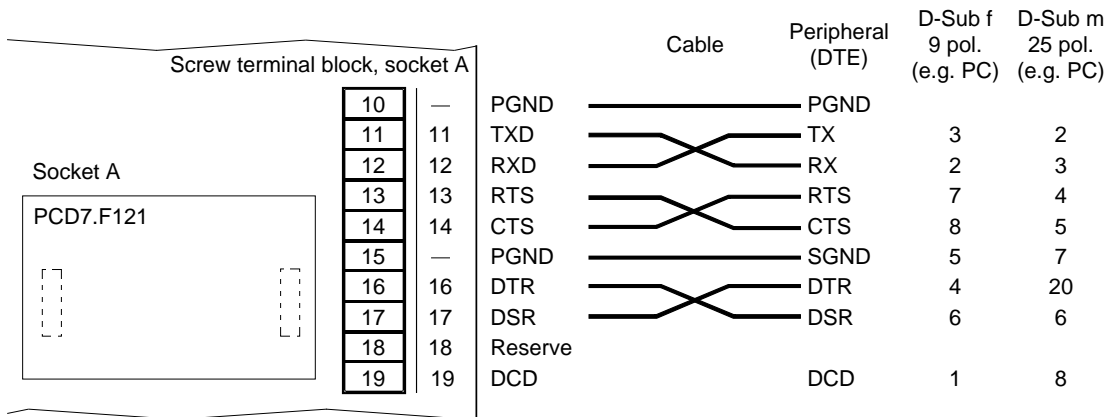 D-Sub f D-Sub m
Cable Peripheral 9 pol. 25 pol.
(DTE) (e.g. PC) (e.g. PC)
Screw terminal block, socket A
10 — PGND PGND
11 11 TXD TX 3 2
12 12 RXD RX 2 3
Socket A
13 13 RTS RTS 7 4
PCD7.F121
14 14 CTS CTS 8 5
15 — PGND SGND 5 7
16 16 DTR DTR 4 20
17 17 DSR DSR 6 6
18 18 Reserve
19 19 DCD DCD 1 8